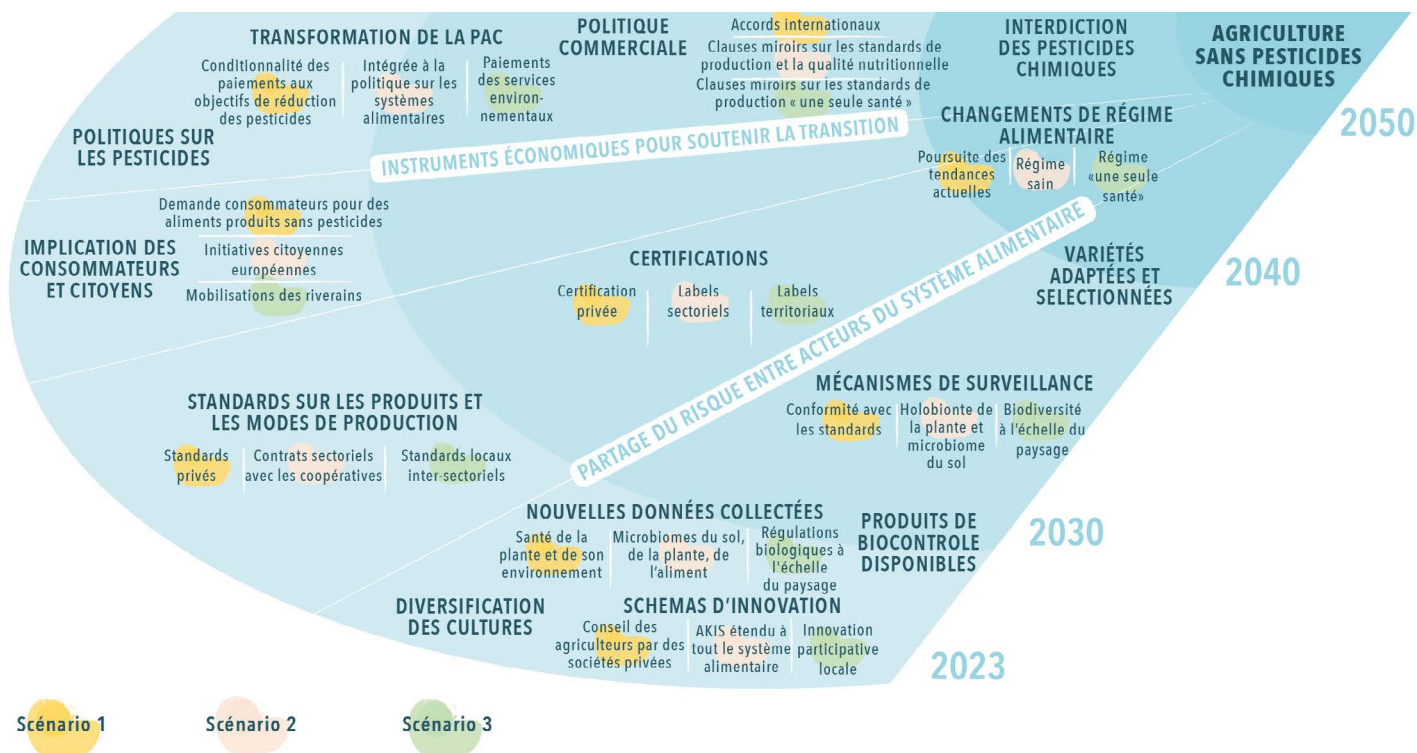 TRANSFORMATION DE LA PAC
Conditionnalité des
paiements aux
objectifs de réduction
des pesticides
Intégrée à la
politique sur les
systèmes
alimentaires
Paiements
des services
environ-
nementaux
POLITIQUE
COMMERCIALE
Accords internationaux
Clauses miroirs sur les standards de
production et la qualité nutritionnelle
Clauses miroirs sur les standards de
production « une seule santé »
INTERDICTION
DES PESTICIDES
CHIMIQUES
AGRICULTURE
SANS PESTICIDES
CHIMIQUES
2050
POLITIQUES SUR
LES PESTICIDES
INSTRUMENTS ÉCONOMIQUES POUR SOUTENIR LA TRANSITION
CHANGEMENTS DE RÉGIME
ALIMENTAIRE
Poursuite des
tendances
actuelles
Régime
sain
Régime
«une seule
santé»
IMPLICATION DES
CONSOMMATEURS
ET CITOYENS
Demande consommateurs pour des
aliments produits sans pesticides
Initiatives citoyennes
européennes
Mobilisations des riverains
CERTIFICATIONS
Certification
privée
Labels
sectoriels
Labels
territoriaux
PARTAGE DU RISQUE ENTRE ACTEURS DU SYSTÈME ALIMENTAIRE
VARIÉTÉS
ADAPTÉES ET
SELECTIONNÉES
2040
STANDARDS SUR LES PRODUITS ET
LES MODES DE PRODUCTION
Standards
privés
Contrats sectoriels
avec les coopératives
Standards locaux
inter-sectoriels
MÉCANISMES DE SURVEILLANCE
Conformité avec
les standards
Holobionte de
la plante et
microbiome
du sol
Biodiversité
à l'échelle du
paysage
NOUVELLES DONNÉES COLLECTÉES
Santé de la
plante et de son
environnement
Microbiomes du sol,
de la plante, de
l'aliment
Régulations
biologiques à
l'échelle
du paysage
PRODUITS DE
BIOCONTROLE
DISPONIBLES
2030
DIVERSIFICATION
DES CULTURES
SCHEMAS D'INNOVATION
Conseil des
agriculteurs par des
sociétés privées
AKIS étendu à
tout le système
alimentaire
Innovation
participative
locale
2023
Scénario 1
Scénario 2
Scénario 3